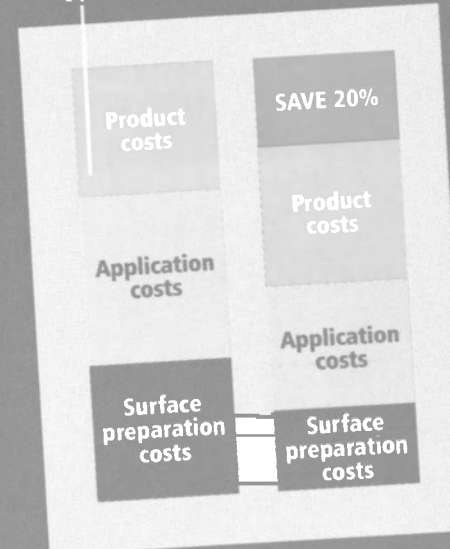 Product
costs
Application
costs
Surface
preparation
costs
SAVE 20%
Product
costs
Application
costs
Surface
preparation
costs